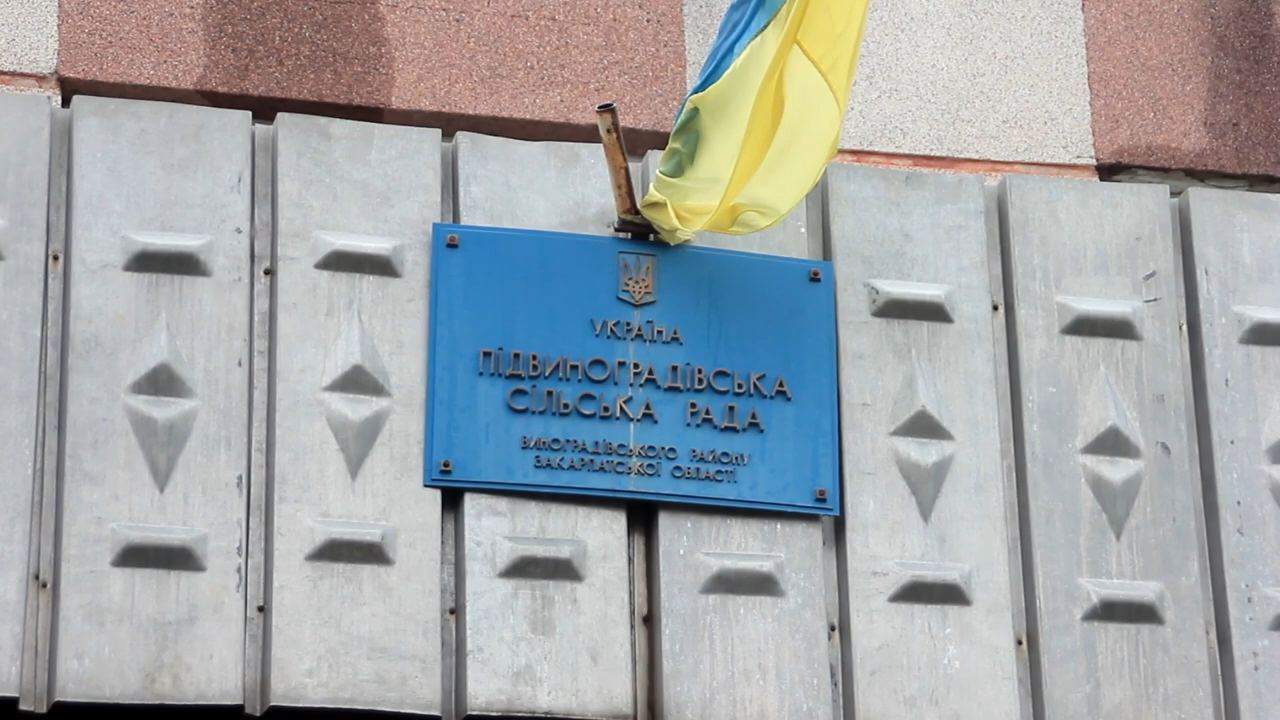 УКРАЇНА
ПІДВИНОГРАДІВСЬКА
СІЛЬСЬКА РАДА
ВИНОГРАДІВСЬКОГО РАЙОНУ
ЗАКАРПАТСЬКОЇ ОБЛАСТІ